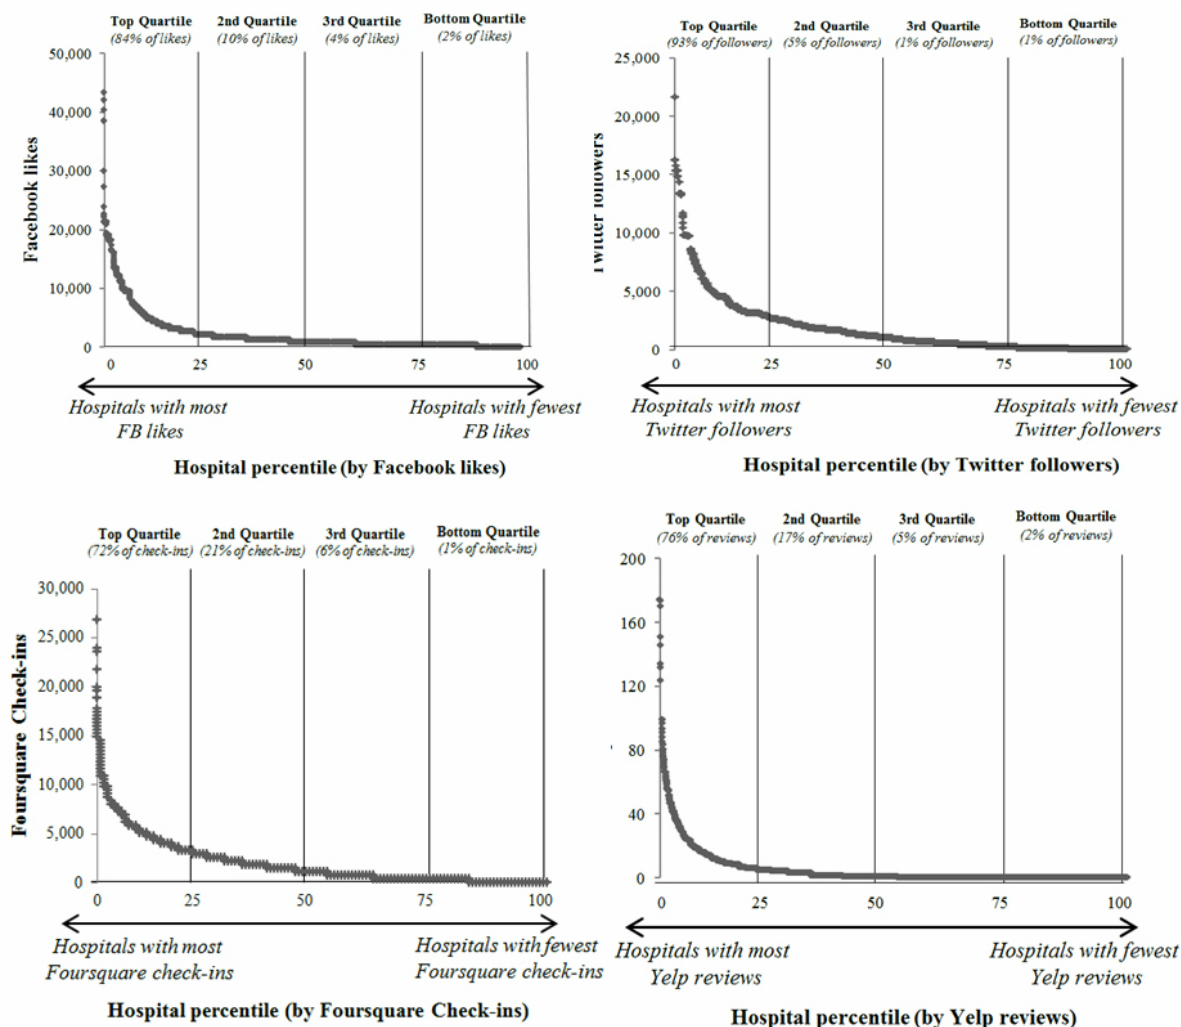 Top Quartile 2nd Quartile 3rd Quartile Bottom Quartile
(84% of likes) (10% of likes) (4% of likes) (2% of likes)
50,000
40,000
30,000
20,000
10,000
0
Facebook likes
0 25 50 75 100
Hospitals with most
FB likes
Hospitals with fewest
FB likes
Hospital percentile (by Facebook likes)
Top Quartile 2nd Quartile 3rd Quartile Bottom Quartile
(93% of followers) (5% of followers) (1% of followers) (1% of followers)
25,000
20,000
15,000
10,000
5,000
0
Twitter followers
0 25 50 75 100
Hospitals with most
Twitter followers
Hospitals with fewest
Twitter followers
Hospital percentile (by Twitter followers)
Top Quartile 2nd Quartile 3rd Quartile Bottom Quartile
(72% of check-ins) (21% of check-ins) (6% of check-ins) (1% of check-ins)
30,000
25,000
20,000
15,000
10,000
5,000
0
Foursquare Check-ins
0 25 50 75 100
Hospitals with most
Foursquare check-ins
Hospitals with fewest
Foursquare check-ins
Hospital percentile (by Foursquare Check-ins)
Top Quartile 2nd Quartile 3rd Quartile Bottom Quartile
(76% of reviews) (17% of reviews) (5% of reviews) (2% of reviews)
200
160
120
80
40
0
0 25 50 75 100
Hospitals with most
Yelp reviews
Hospitals with fewest
Yelp reviews
Hospital percentile (by Yelp reviews)